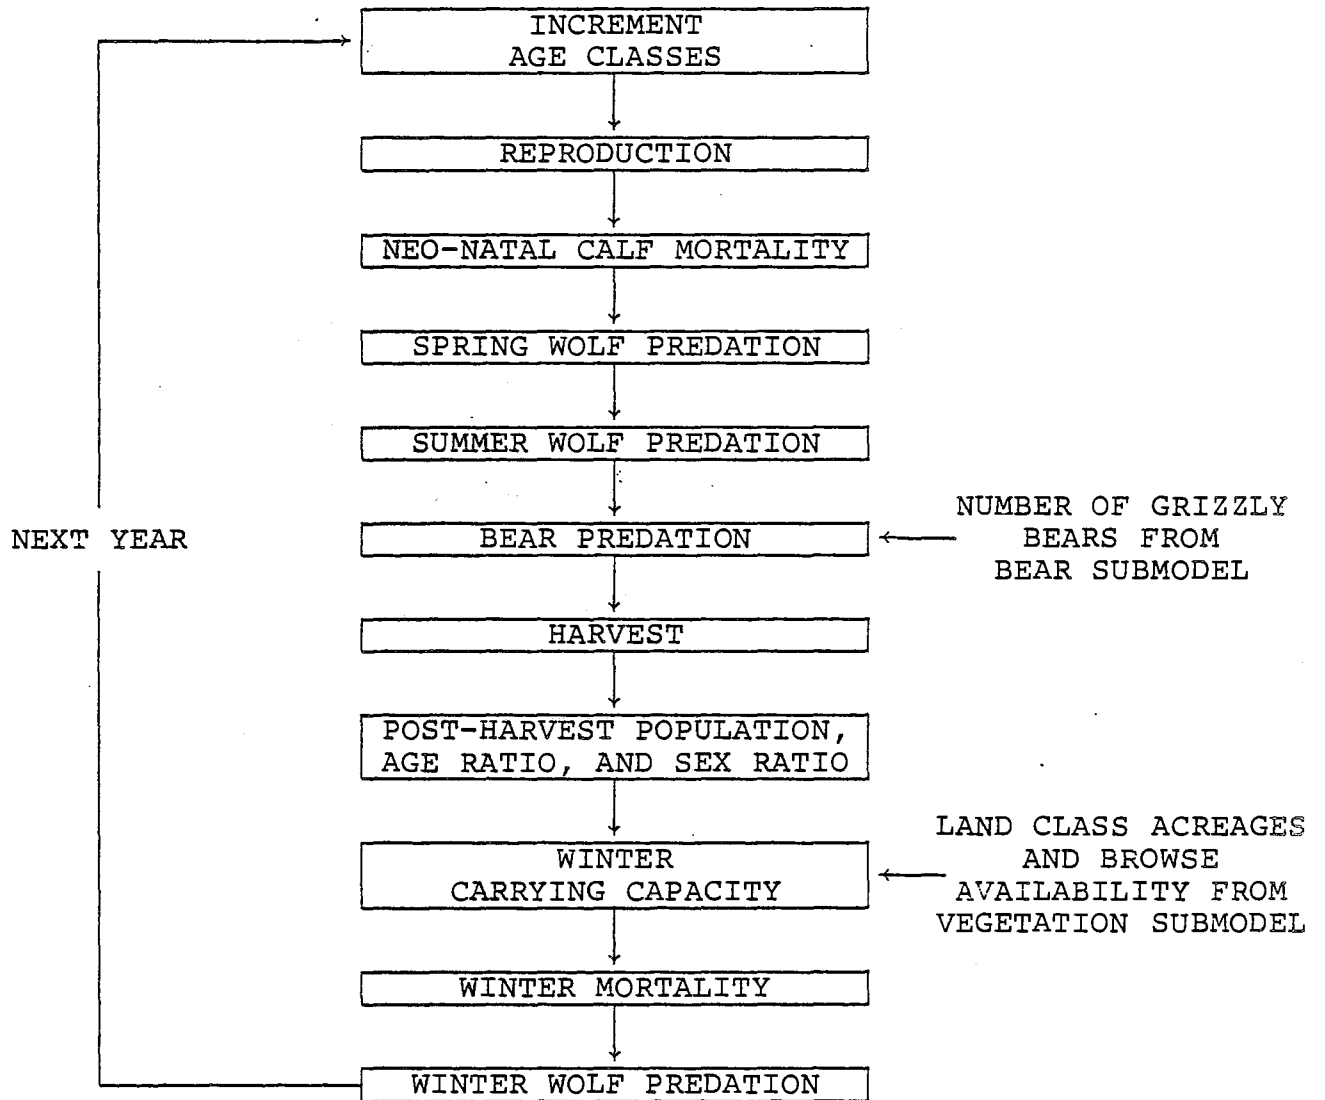 INCREMENT
AGE CLASSES
REPRODUCTION
NEO-NATAL CALF MORTALITY
SPRING WOLF PREDATION
SUMMER WOLF PREDATION
NEXT YEAR
BEAR PREDATION
NUMBER OF GRIZZLY
BEARS FROM
BEAR SUBMODEL
HARVEST
POST-HARVEST POPULATION,
AGE RATIO, AND SEX RATIO
WINTER
CARRYING CAPACITY
LAND CLASS ACREAGES
AND BROWSE
AVAILABILITY FROM
VEGETATION SUBMODEL
WINTER MORTALITY
WINTER WOLF PREDATION